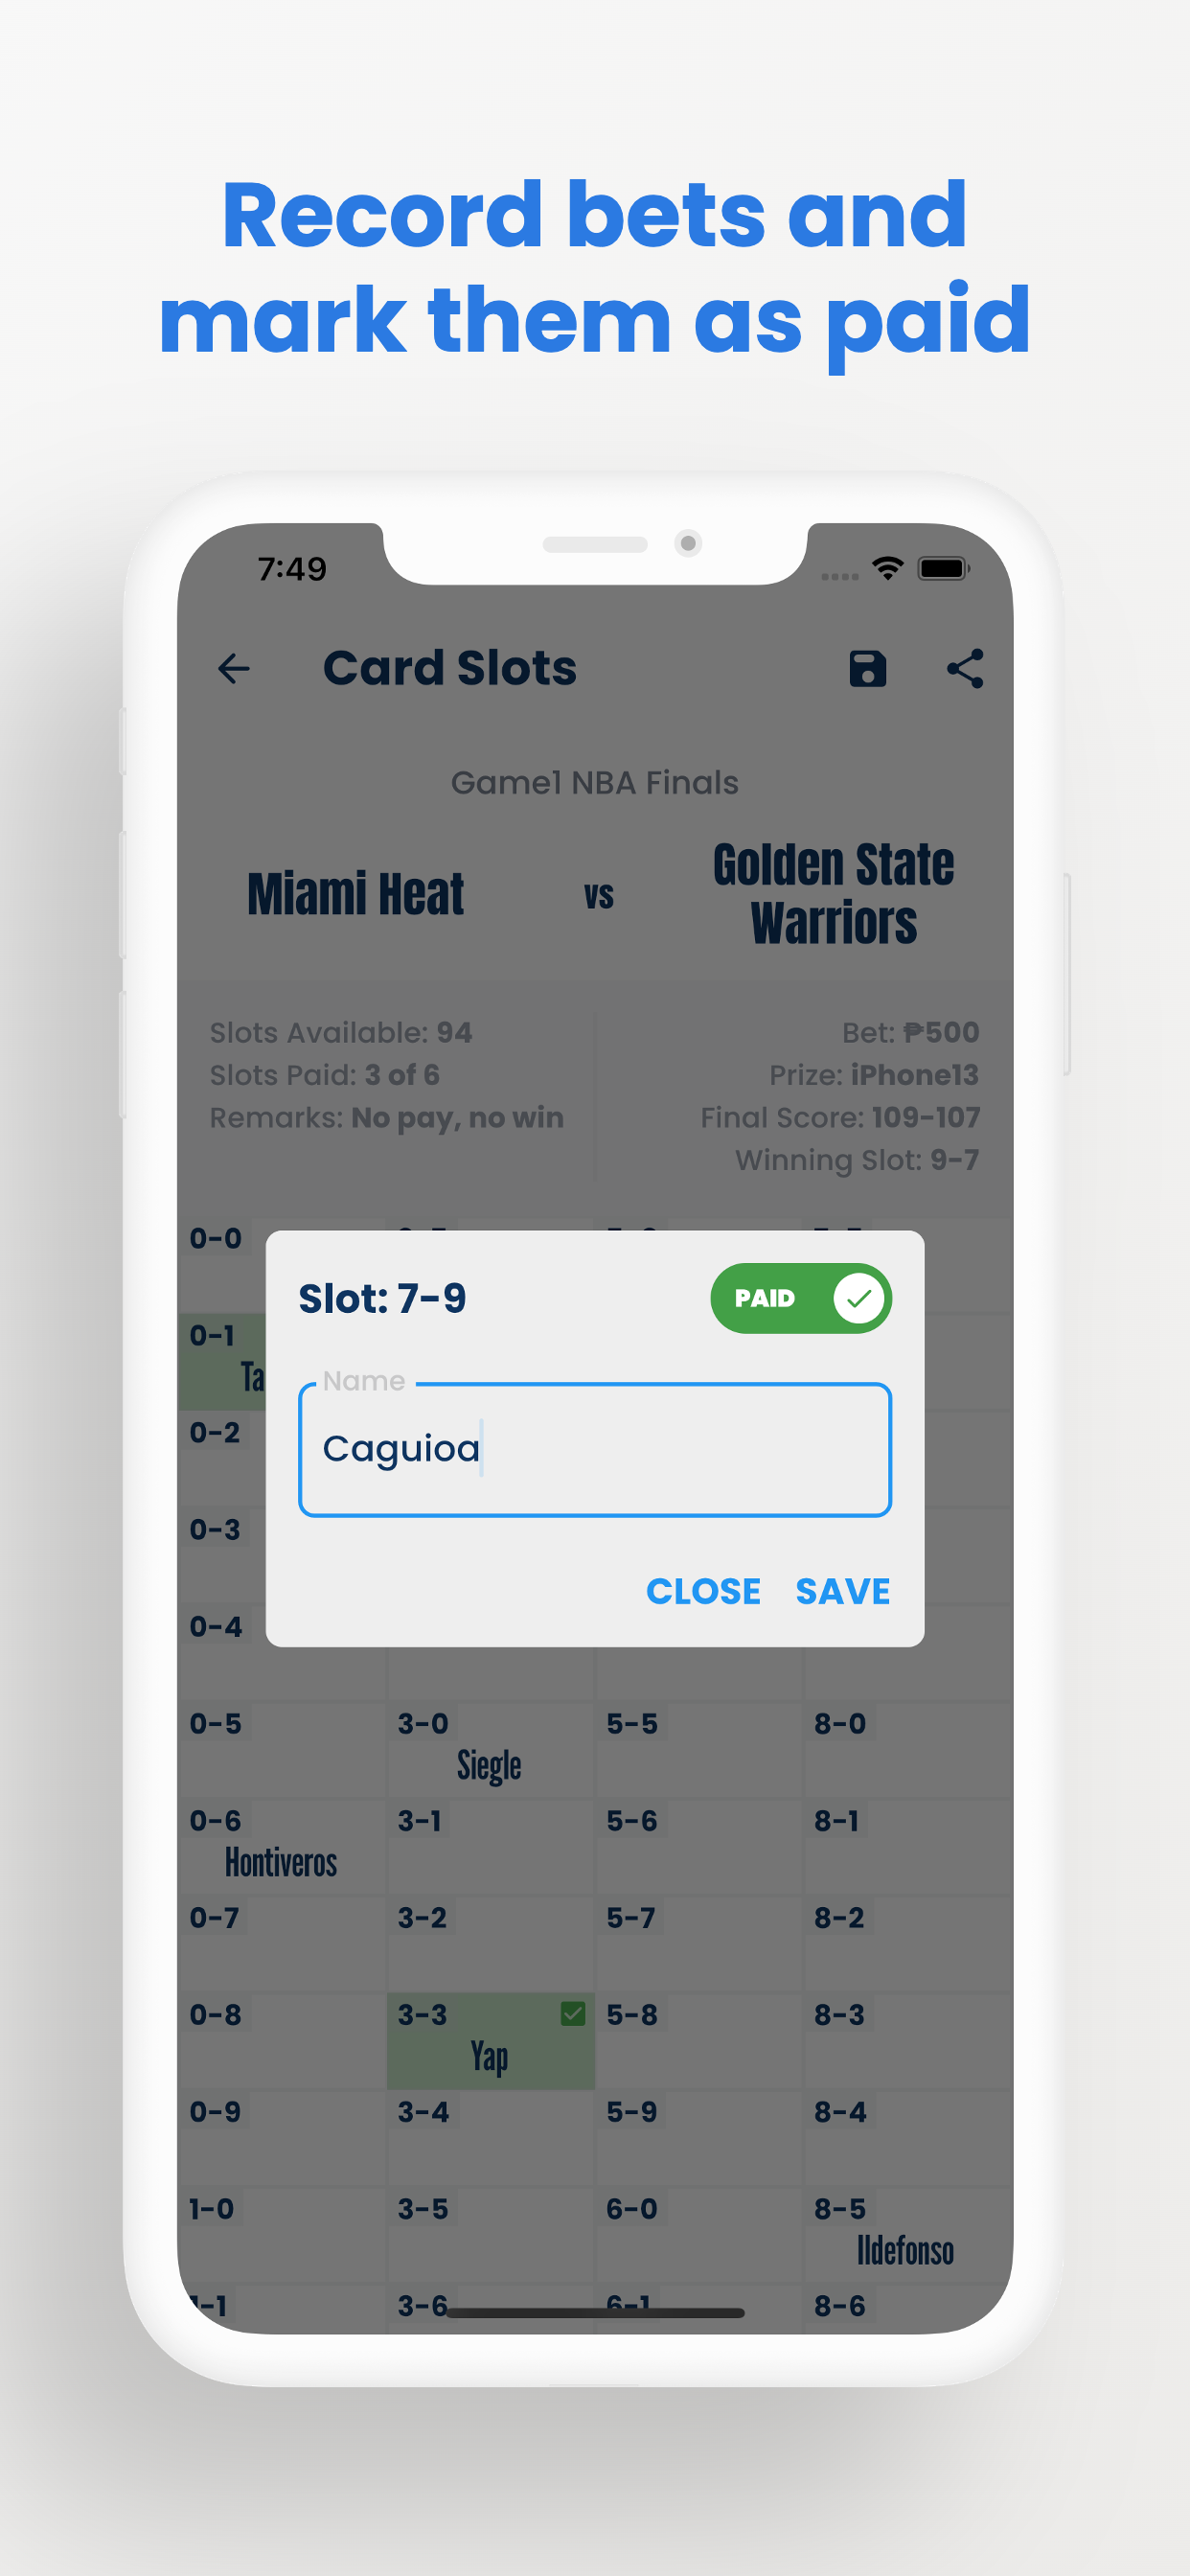 Record bets and
mark them as paid
7:49
Card Slots
Game1 NBA Finals
Miami Heat
vs
Golden State
Warriors
Slots Available: 94
Slots Paid: 3 of 6
Remarks: No pay, no win
Bet: ₱500
Prize: iPhone13
Final Score: 109-107
Winning Slot: 9-7
0-0
Slot: 7-9
PAID
Name
Caguioa
CLOSE SAVE
0-1
0-2
0-3
0-4
0-5 3-0 5-5 8-0
Siegle
0-6 3-1 5-6 8-1
Hontiveros
0-7 3-2 5-7 8-2
0-8 3-3 5-8 8-3
Yap
0-9 3-4 5-9 8-4
1-0 3-5 6-0 8-5
Ildefonso
1-1 3-6 6-1 8-6